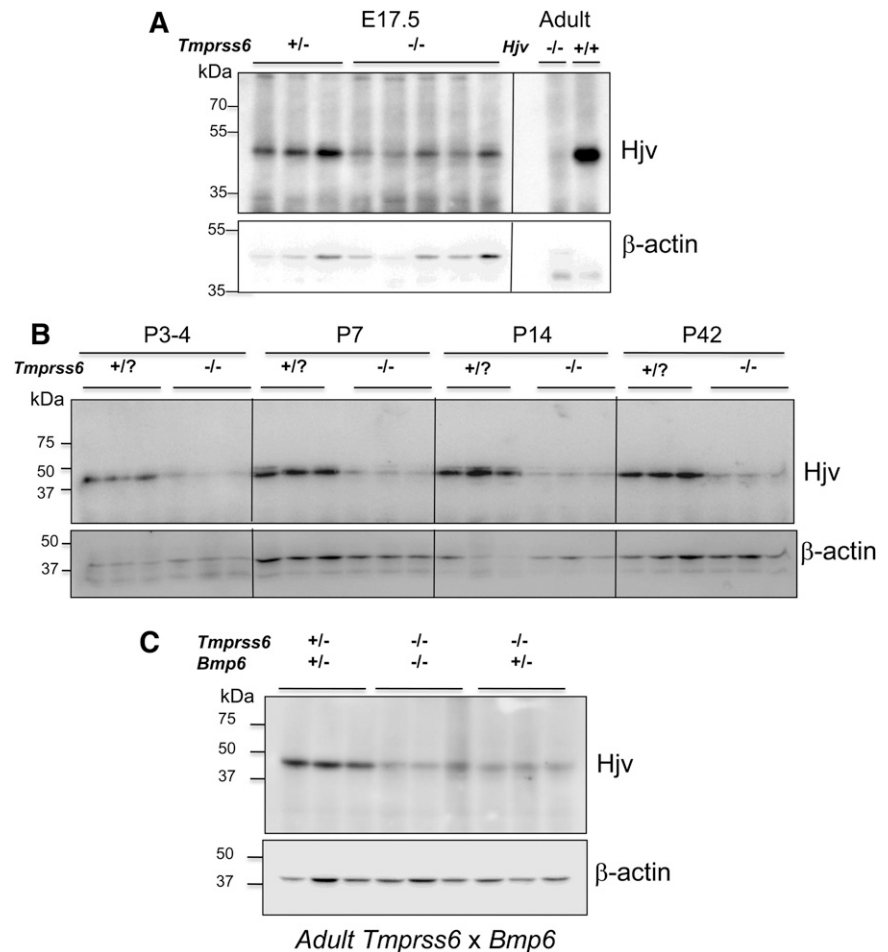 A
E17.5 Adult
Tmprss6 +/- -/- Hjv -/- +/+
kDa
70
55
Hjv
35
55
β-actin
35
B
P3-4 P7 P14 P42
Tmprss6 +/? -/- +/? -/- +/? -/- +/? -/-
kDa
75
50
Hjv
37
50
β-actin
37
C
Tmprss6 +/- -/- -/-
Bmp6 +/- -/- +/-
kDa
75
50
Hjv
37
50
β-actin
37
Adult Tmprss6 x Bmp6